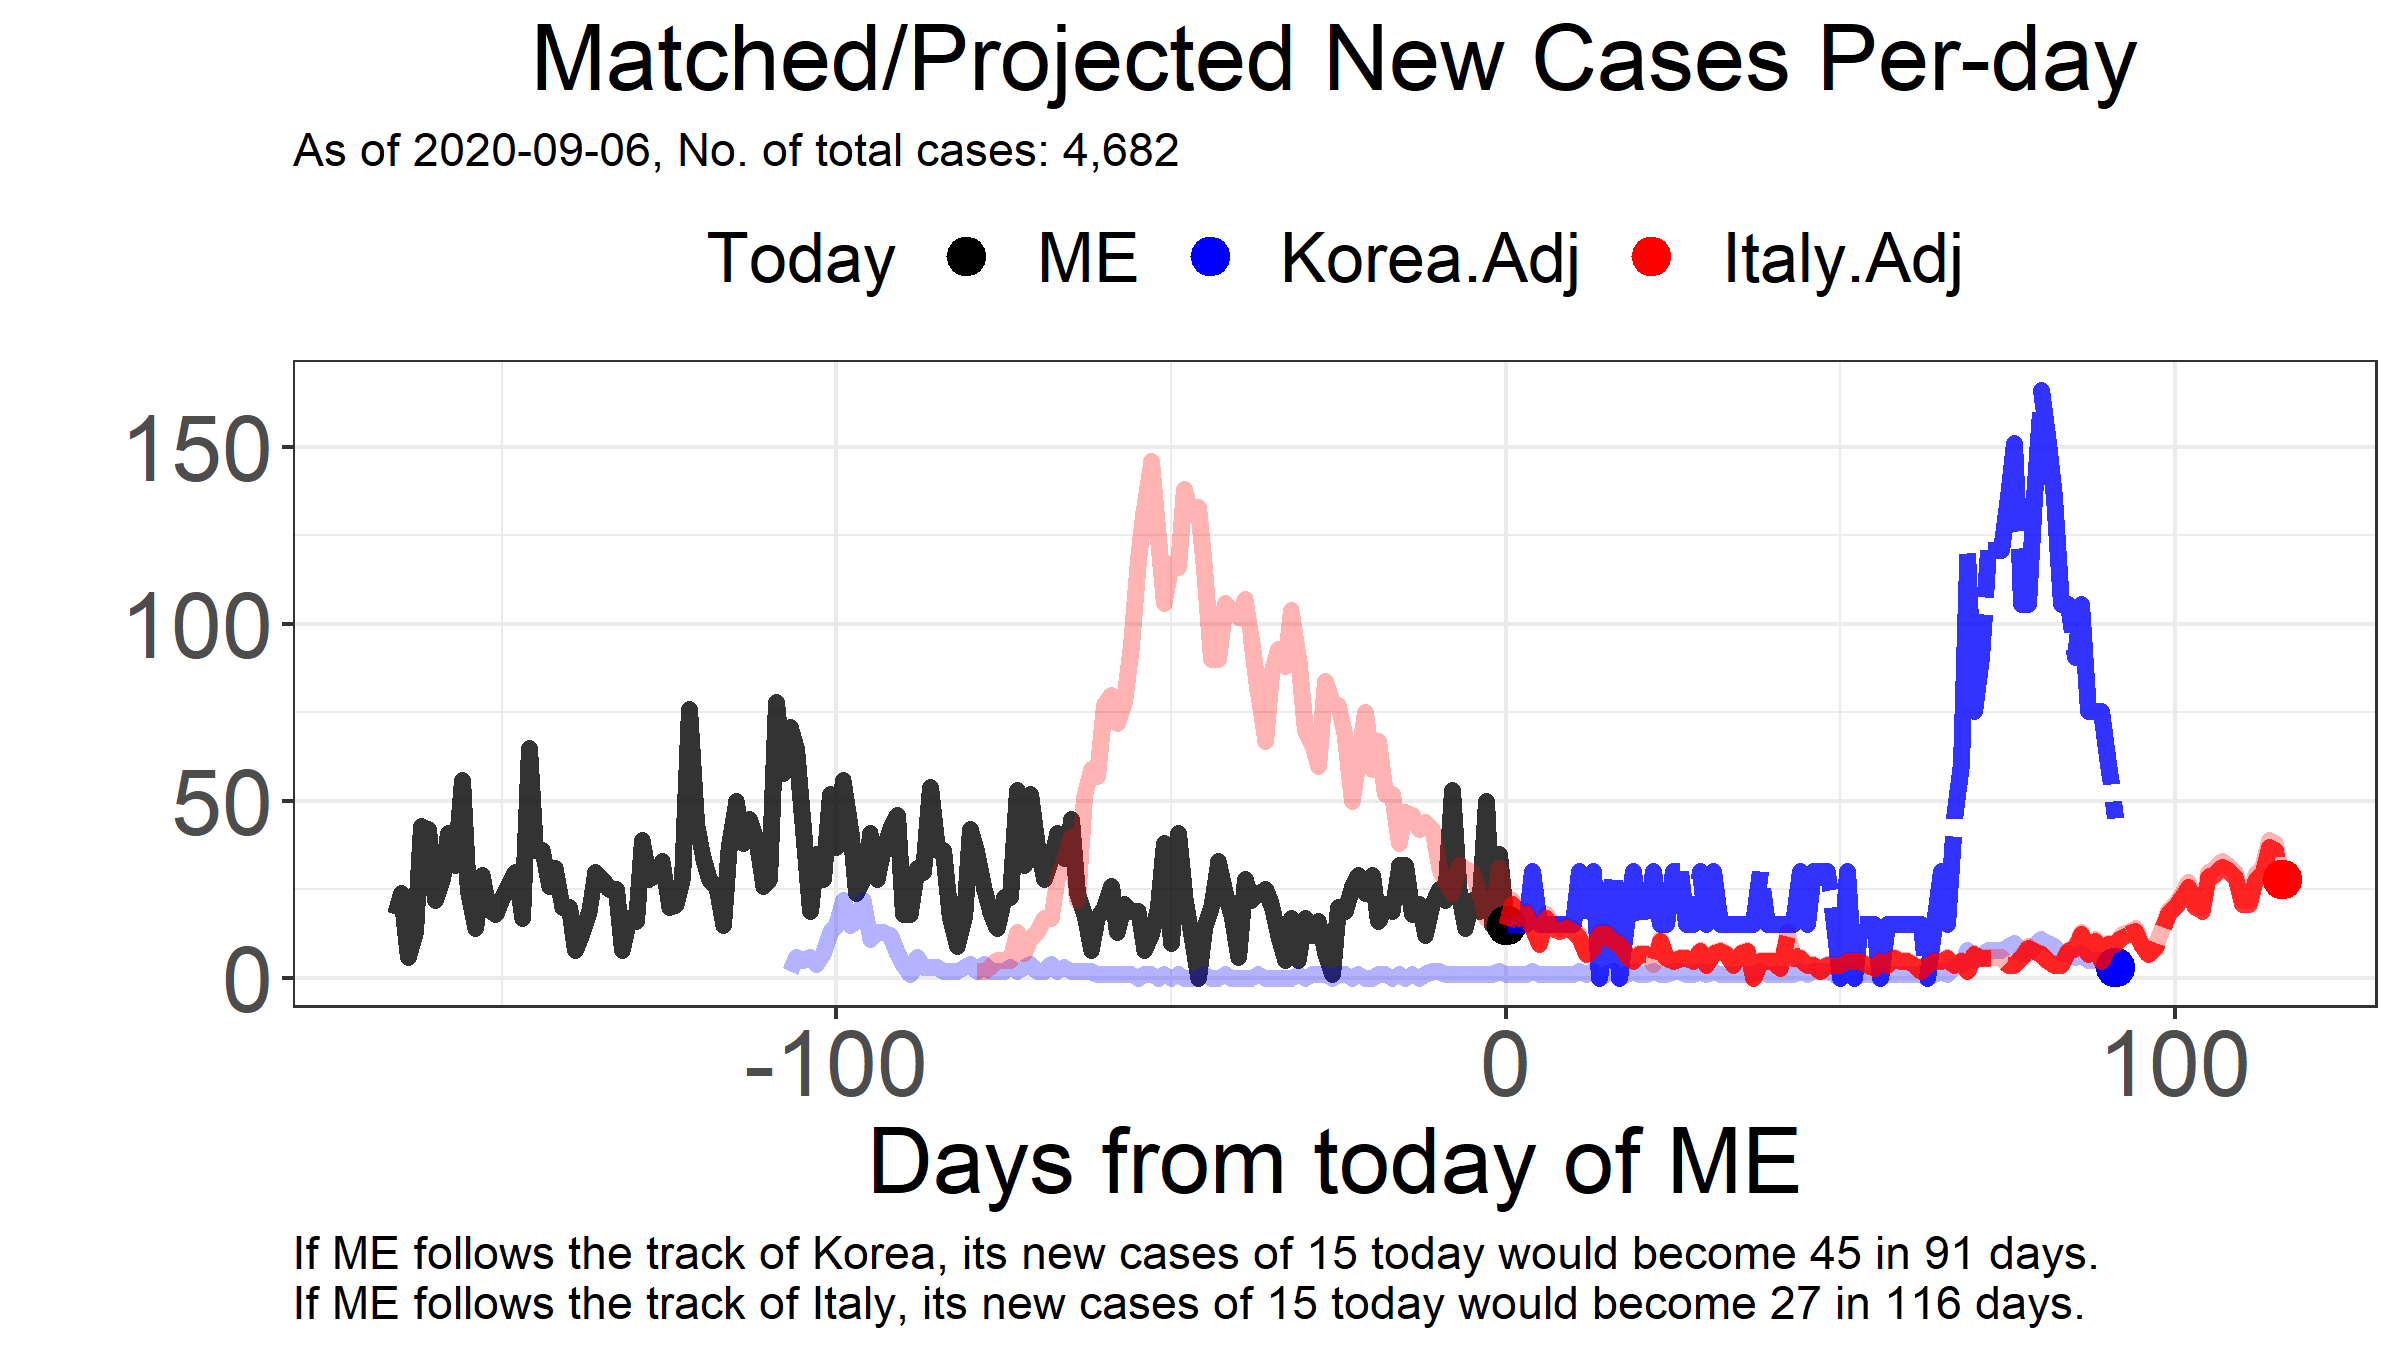 Matched/Projected New Cases Per-day
As of 2020-09-06, No. of total cases: 4,682
Today ME Korea.Adj Italy.Adj
150
100
50
0
-100 0 100
Days from today of ME
If ME follows the track of Korea, its new cases of 15 today would become 45 in 91 days.
If ME follows the track of Italy, its new cases of 15 today would become 27 in 116 days.